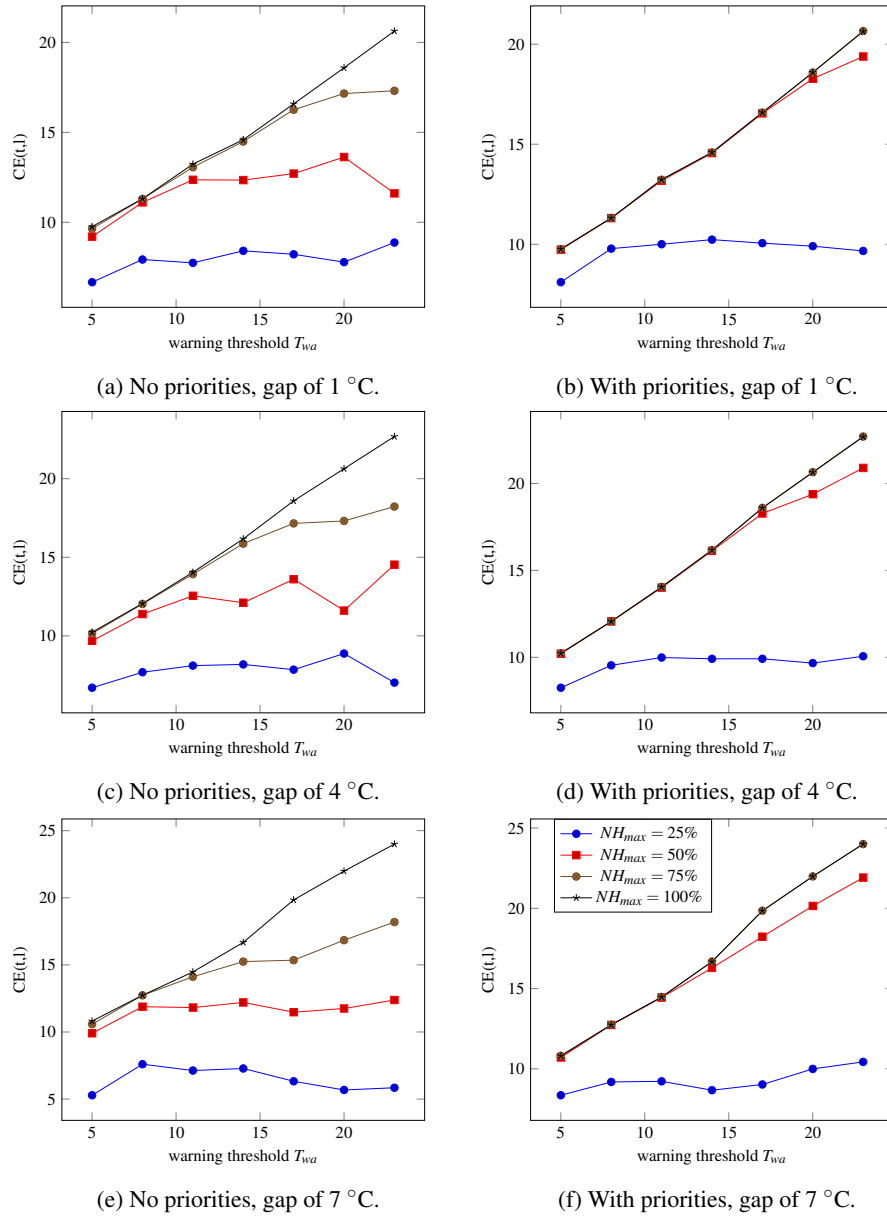 20
15
10
CE(t,l)
5 10 15 20
warning threshold T_wa
(a) No priorities, gap of 1 °C.
20
15
10
CE(t,l)
5 10 15 20
warning threshold T_wa
(b) With priorities, gap of 1 °C.
20
15
10
CE(t,l)
5 10 15 20
warning threshold T_wa
(c) No priorities, gap of 4 °C.
20
15
10
CE(t,l)
5 10 15 20
warning threshold T_wa
(d) With priorities, gap of 4 °C.
25
20
15
10
5
CE(t,l)
5 10 15 20
warning threshold T_wa
(e) No priorities, gap of 7 °C.
25
20
15
10
CE(t,l)
NH_max = 25%
NH_max = 50%
NH_max = 75%
NH_max = 100%
5 10 15 20
warning threshold T_wa
(f) With priorities, gap of 7 °C.